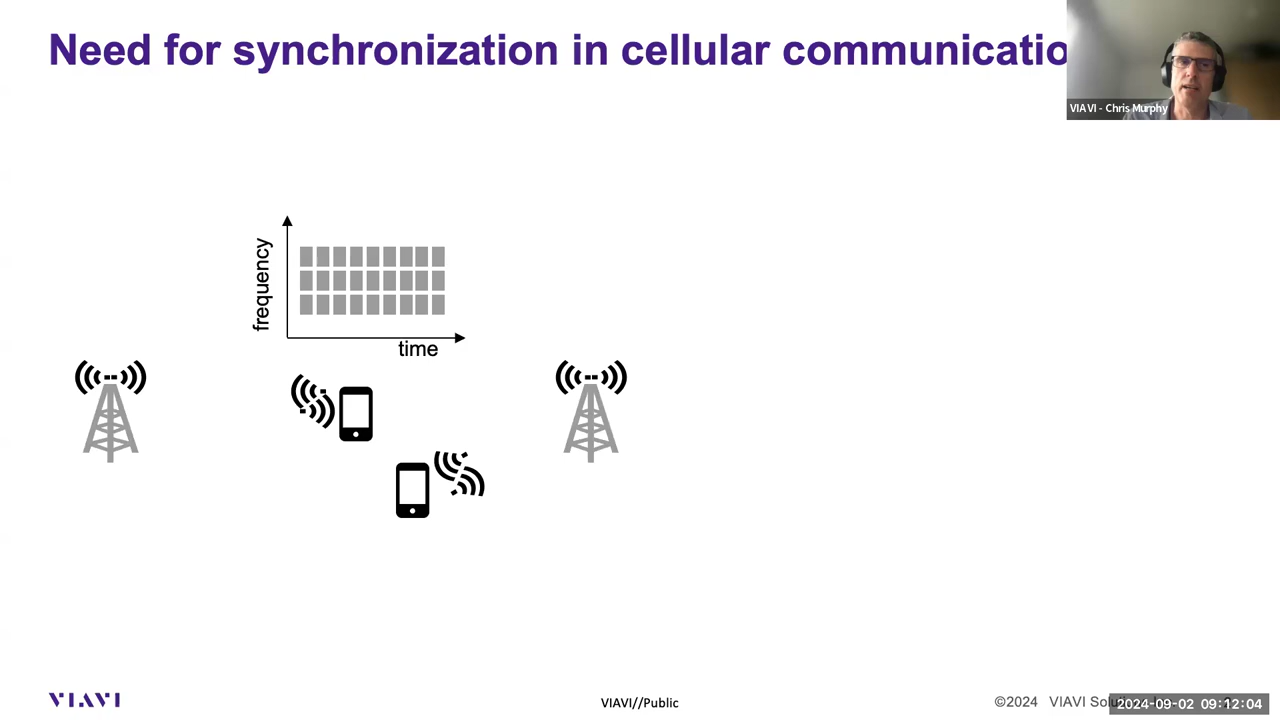 Need for synchronization in cellular communicatio
VIAVI - Chris Murphy
frequency
time
VIAVI
VIAVI//Public
©2024 VIAVI
2024-09-02 09:12:04